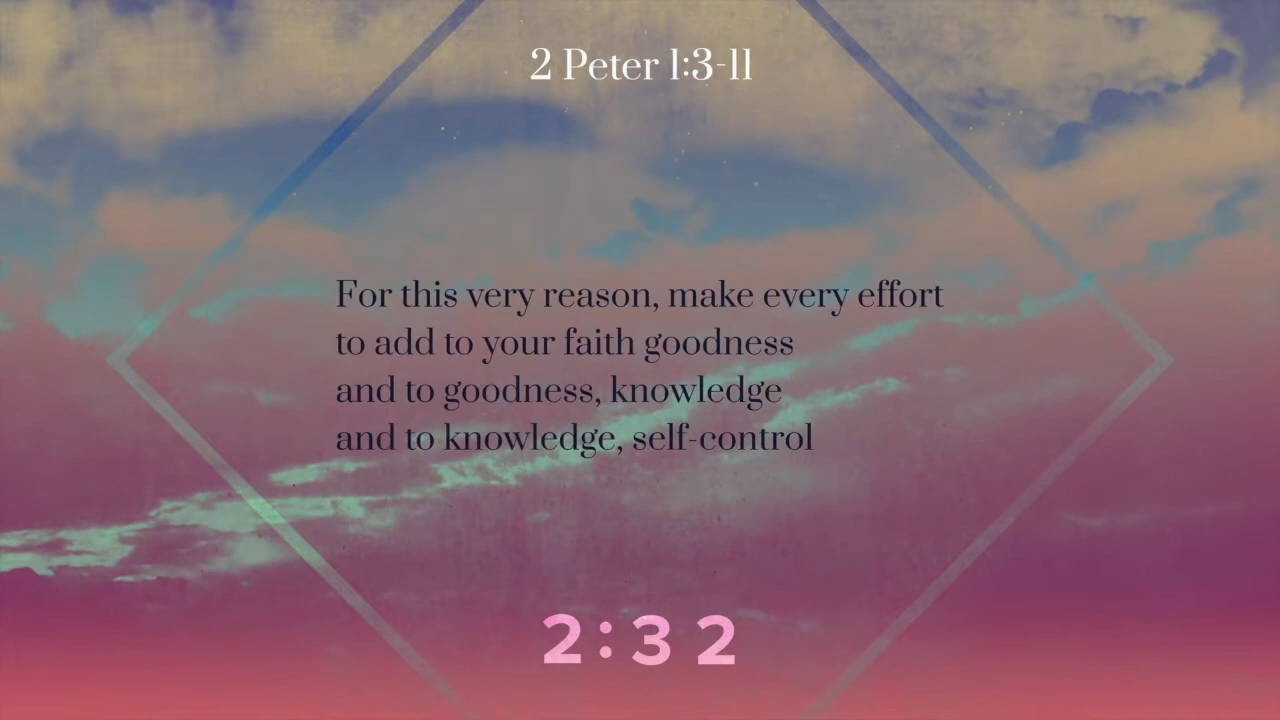 2 Peter 1:3-11
For this very reason, make every effort
to add to your faith goodness
and to goodness, knowledge
and to knowledge, self-control
2:32